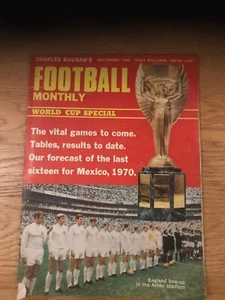 CHARLES BUCHAN'S
FOOTBALL
MONTHLY
WORLD CUP SPECIAL
The vital games to come.
Tables, results to date.
Our forecast of the last
sixteen for Mexico, 1970.
England line-up
in the Aztec stadium